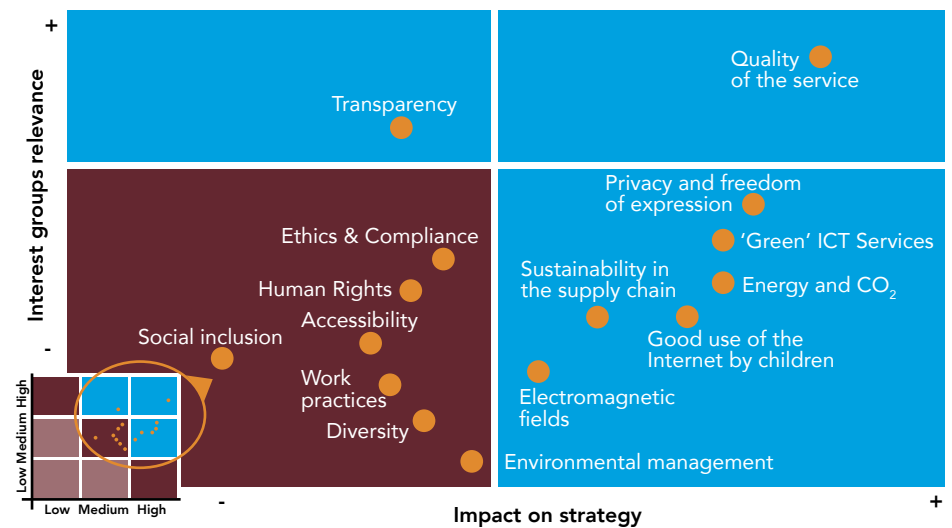 +
Interest groups relevance
-
Quality
of the service
Transparency
Privacy and freedom
of expression
'Green' ICT Services
Ethics & Compliance
Sustainability in
the supply chain
Energy and CO₂
Human Rights
Accessibility
Good use of the
Internet by children
Social inclusion
Work
practices
Electromagnetic
fields
Diversity
Environmental management
Low Medium High
Low Medium High
-
Impact on strategy
+